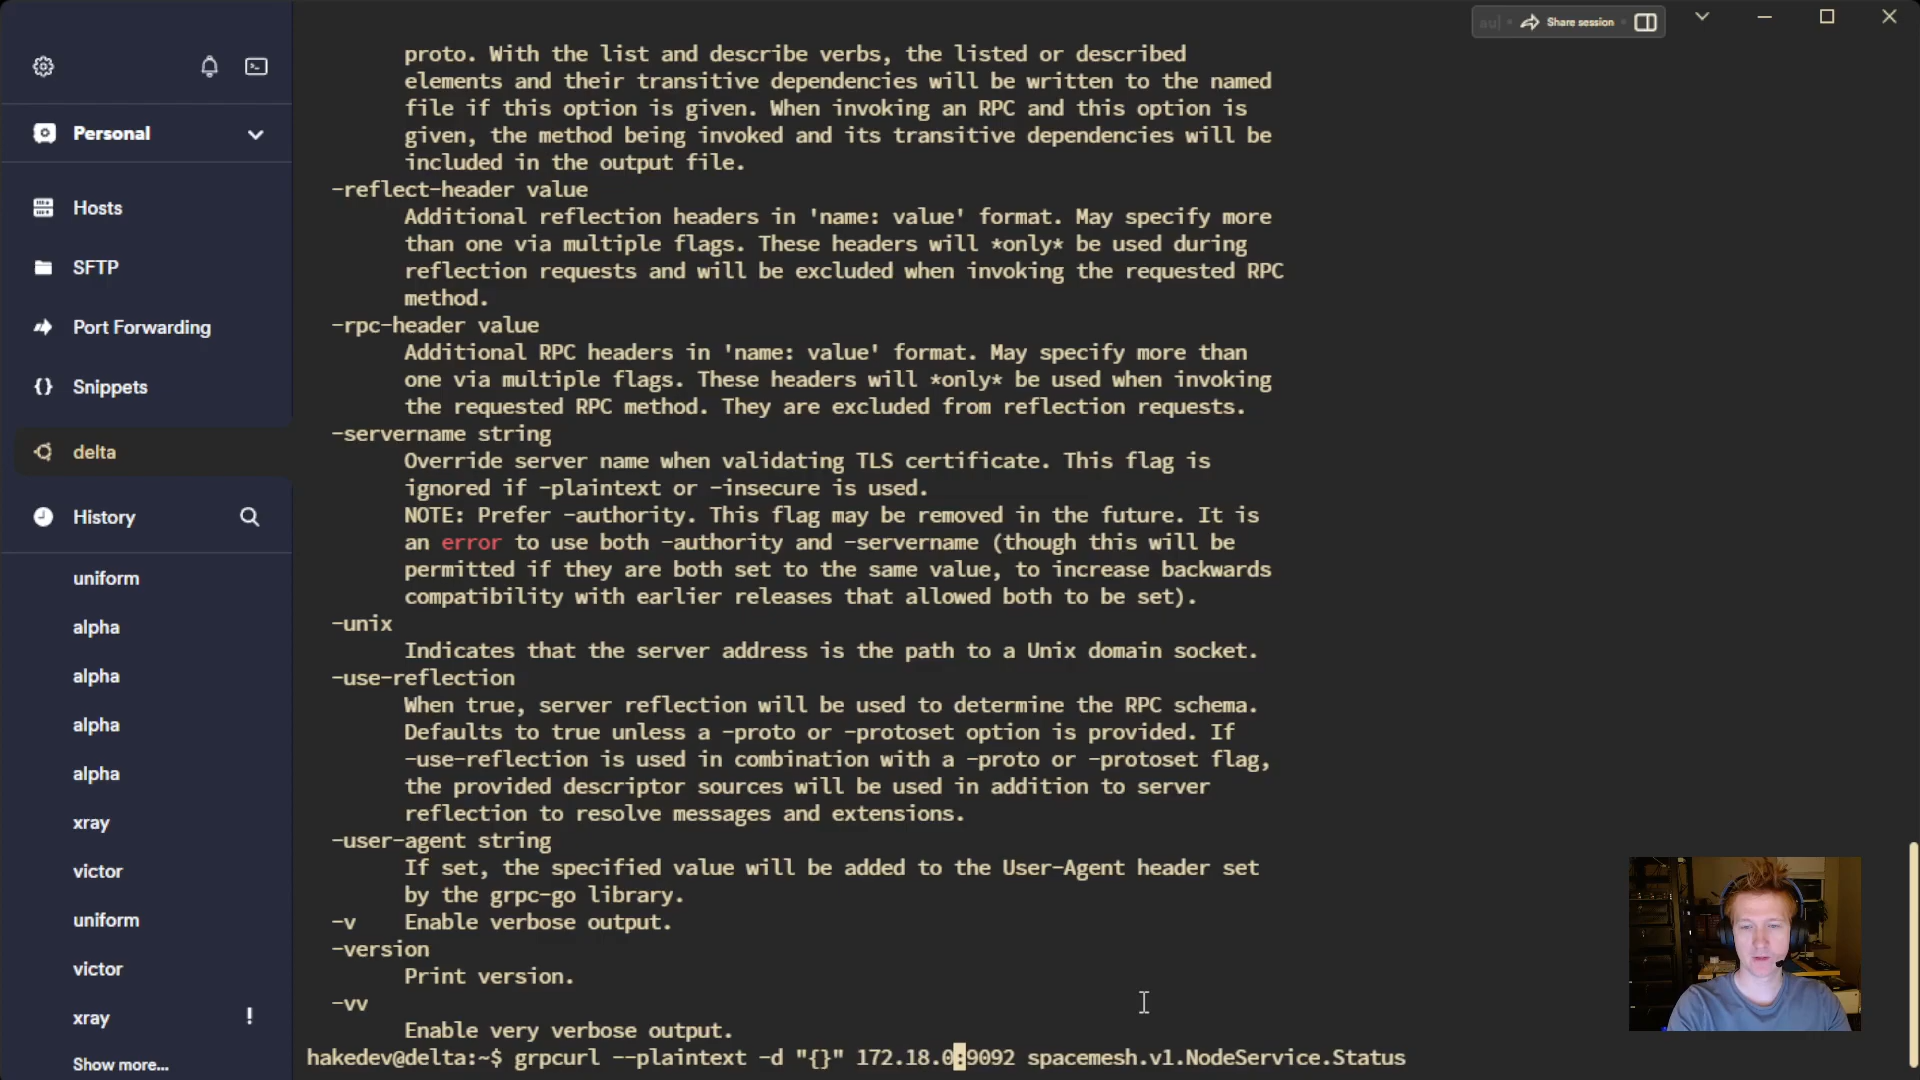 Share session
Personal
Hosts
SFTP
Port Forwarding
Snippets
delta
History
uniform
alpha
alpha
alpha
alpha
xray
victor
uniform
victor
xray !
Show more...
proto. With the list and describe verbs, the listed or described
elements and their transitive dependencies will be written to the named
file if this option is given. When invoking an RPC and this option is
given, the method being invoked and its transitive dependencies will be
included in the output file.
-reflect-header value
Additional reflection headers in 'name: value' format. May specify more
than one via multiple flags. These headers will *only* be used during
reflection requests and will be excluded when invoking the requested RPC
method.
-rpc-header value
Additional RPC headers in 'name: value' format. May specify more than
one via multiple flags. These headers will *only* be used when invoking
the requested RPC method. They are excluded from reflection requests.
-servername string
Override server name when validating TLS certificate. This flag is
ignored if -plaintext or -insecure is used.
NOTE: Prefer -authority. This flag may be removed in the future. It is
an error to use both -authority and -servername (though this will be
permitted if they are both set to the same value, to increase backwards
compatibility with earlier releases that allowed both to be set).
-unix
Indicates that the server address is the path to a Unix domain socket.
-use-reflection
When true, server reflection will be used to determine the RPC schema.
Defaults to true unless a -proto or -protoset option is provided. If
-use-reflection is used in combination with a -proto or -protoset flag,
the provided descriptor sources will be used in addition to server
reflection to resolve messages and extensions.
-user-agent string
If set, the specified value will be added to the User-Agent header set
by the grpc-go library.
-v Enable verbose output.
-version
Print version.
-vv
Enable very verbose output.
hakedev@delta:~$ grpcurl --plaintext -d "{}" 172.18.0:9092 spacemesh.v1.NodeService.Status